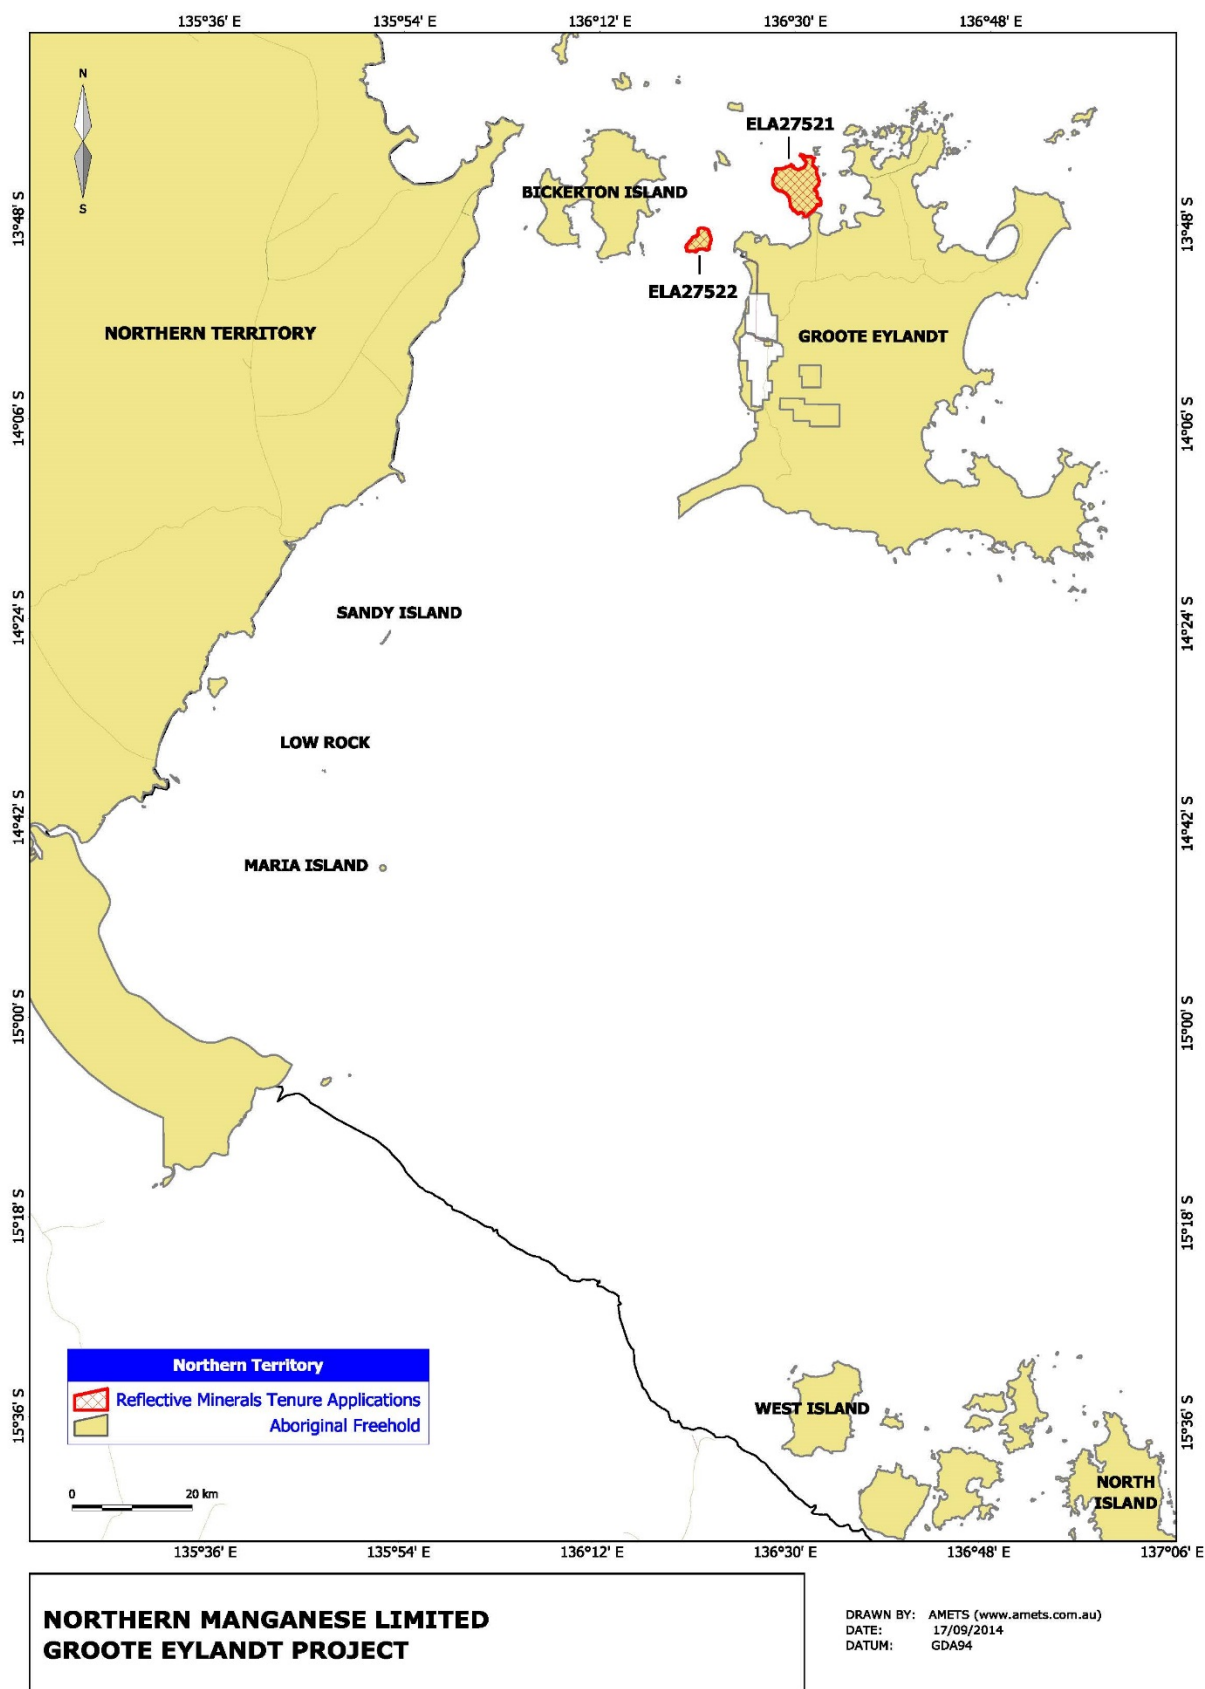 135°36' E
135°54' E
136°12' E
136°30' E
136°48' E
N
S
ELA27521
BICKERTON ISLAND
13°48' S
13°48' S
ELA27522
NORTHERN TERRITORY
GROOTE EYLANDT
14°06' S
14°06' S
SANDY ISLAND
14°24' S
14°24' S
LOW ROCK
14°42' S
14°42' S
MARIA ISLAND
15°00' S
15°00' S
15°18' S
15°18' S
Northern Territory
Reflective Minerals Tenure Applications
Aboriginal Freehold
15°36' S
15°36' S
WEST ISLAND
NORTH
ISLAND
0 20 km
135°36' E
135°54' E
136°12' E
136°30' E
136°48' E
137°06' E
NORTHERN MANGANESE LIMITED
GROOTE EYLANDT PROJECT
DRAWN BY: AMETS (www.amets.com.au)
DATE: 17/09/2014
DATUM: GDA94